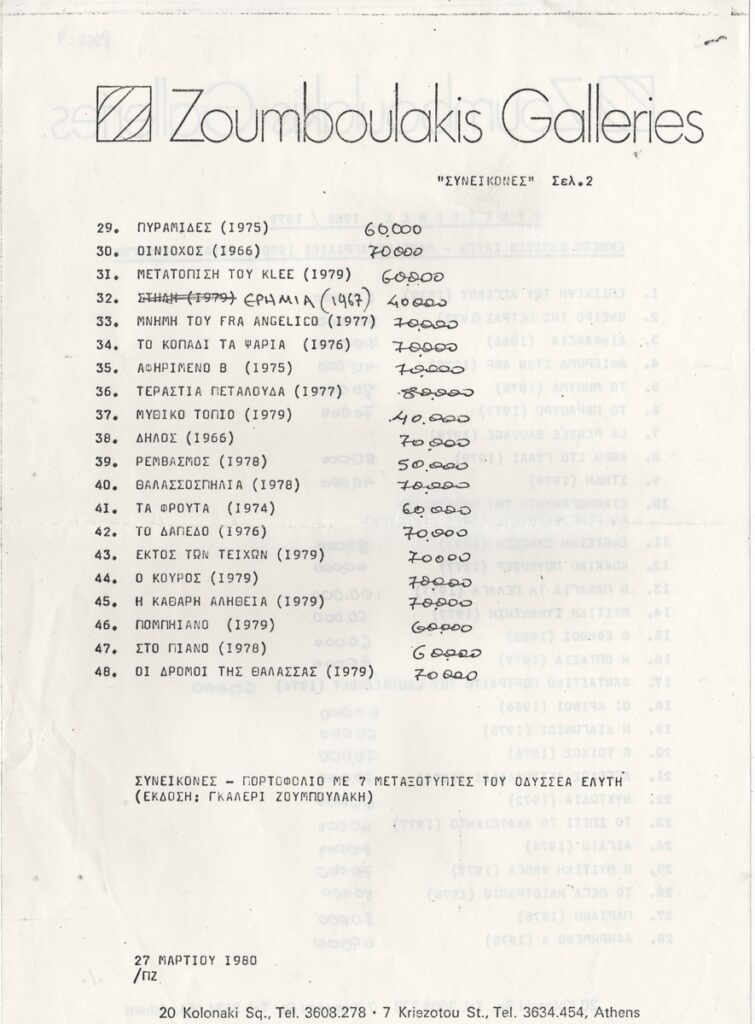 Zoumboulakis Galleries
"ΣΥΝΕΙΚΟΝΕΣ" Σελ.2
29. ΠΥΡΑΜΙΔΕΣ (1975) 60.000
30. ΟΙΝΙΟΧΟΣ (1966) 70000
31. ΜΕΤΑΤΟΠΙΣΗ ΤΟΥ KLEE (1979) 60000
32. ΣΤΗΛΗ (1979) ΕΡΗΜΙΑ (1967) 40000
33. ΜΝΗΜΗ ΤΟΥ FRA ANGELICO (1977) 70.000
34. ΤΟ ΚΟΠΑΔΙ ΤΑ ΨΑΡΙΑ (1976) 70.000
35. ΑΦΗΡΙΜΕΝΟ Β (1975) 70.000
36. ΤΕΡΑΣΤΙΑ ΠΕΤΑΛΟΥΔΑ (1977) 80.000
37. ΜΥΘΙΚΟ ΤΟΠΙΟ (1979) 40.000
38. ΔΗΛΟΣ (1966) 70.000
39. ΡΕΜΒΑΣΜΟΣ (1978) 50.000
40. ΘΑΛΑΣΣΟΣΠΗΛΙΑ (1978) 70.000
41. ΤΑ ΦΡΟΥΤΑ (1974) 60000
42. ΤΟ ΔΑΠΕΔΟ (1976) 70.000
43. ΕΚΤΟΣ ΤΩΝ ΤΕΙΧΩΝ (1979) 70000
44. Ο ΚΟΥΡΟΣ (1979) 70000
45. Η ΚΑΘΑΡΗ ΑΛΗΘΕΙΑ (1979) 70000
46. ΠΟΜΠΗΙΑΝΟ (1979) 60000
47. ΣΤΟ ΠΙΑΝΟ (1978) 60000
48. ΟΙ ΔΡΟΜΟΙ ΤΗΣ ΘΑΛΑΣΣΑΣ (1979) 70000
ΣΥΝΕΙΚΟΝΕΣ – ΠΟΡΤΟΦΟΛΙΟ ΜΕ 7 ΜΕΤΑΞΟΤΥΠΙΕΣ ΤΟΥ ΟΔΥΣΣΕΑ ΕΛΥΤΗ
(ΕΚΔΟΣΗ: ΓΚΑΛΕΡΙ ΖΟΥΜΠΟΥΛΑΚΗ)
27 ΜΑΡΤΙΟΥ 1980
/ΠΖ
20 Kolonaki Sq., Tel. 3608.278 · 7 Kriezotou St., Tel. 3634.454, Athens